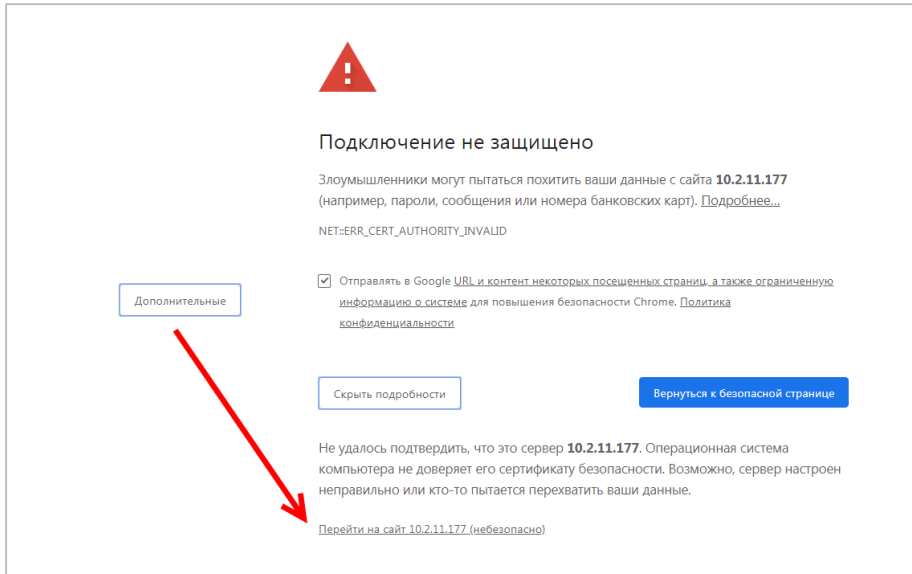 Подключение не защищено
Злоумышленники могут пытаться похитить ваши данные с сайта 10.2.11.177
(например, пароли, сообщения или номера банковских карт). Подробнее...
NET::ERR_CERT_AUTHORITY_INVALID
Дополнительные
Отправлять в Google URL и контент некоторых посещенных страниц, а также ограниченную
информацию о системе для повышения безопасности Chrome. Политика
конфиденциальности
Скрыть подробности
Вернуться к безопасной странице
Не удалось подтвердить, что это сервер 10.2.11.177. Операционная система
компьютера не доверяет его сертификату безопасности. Возможно, сервер настроен
неправильно или кто-то пытается перехватить ваши данные.
Перейти на сайт 10.2.11.177 (небезопасно)